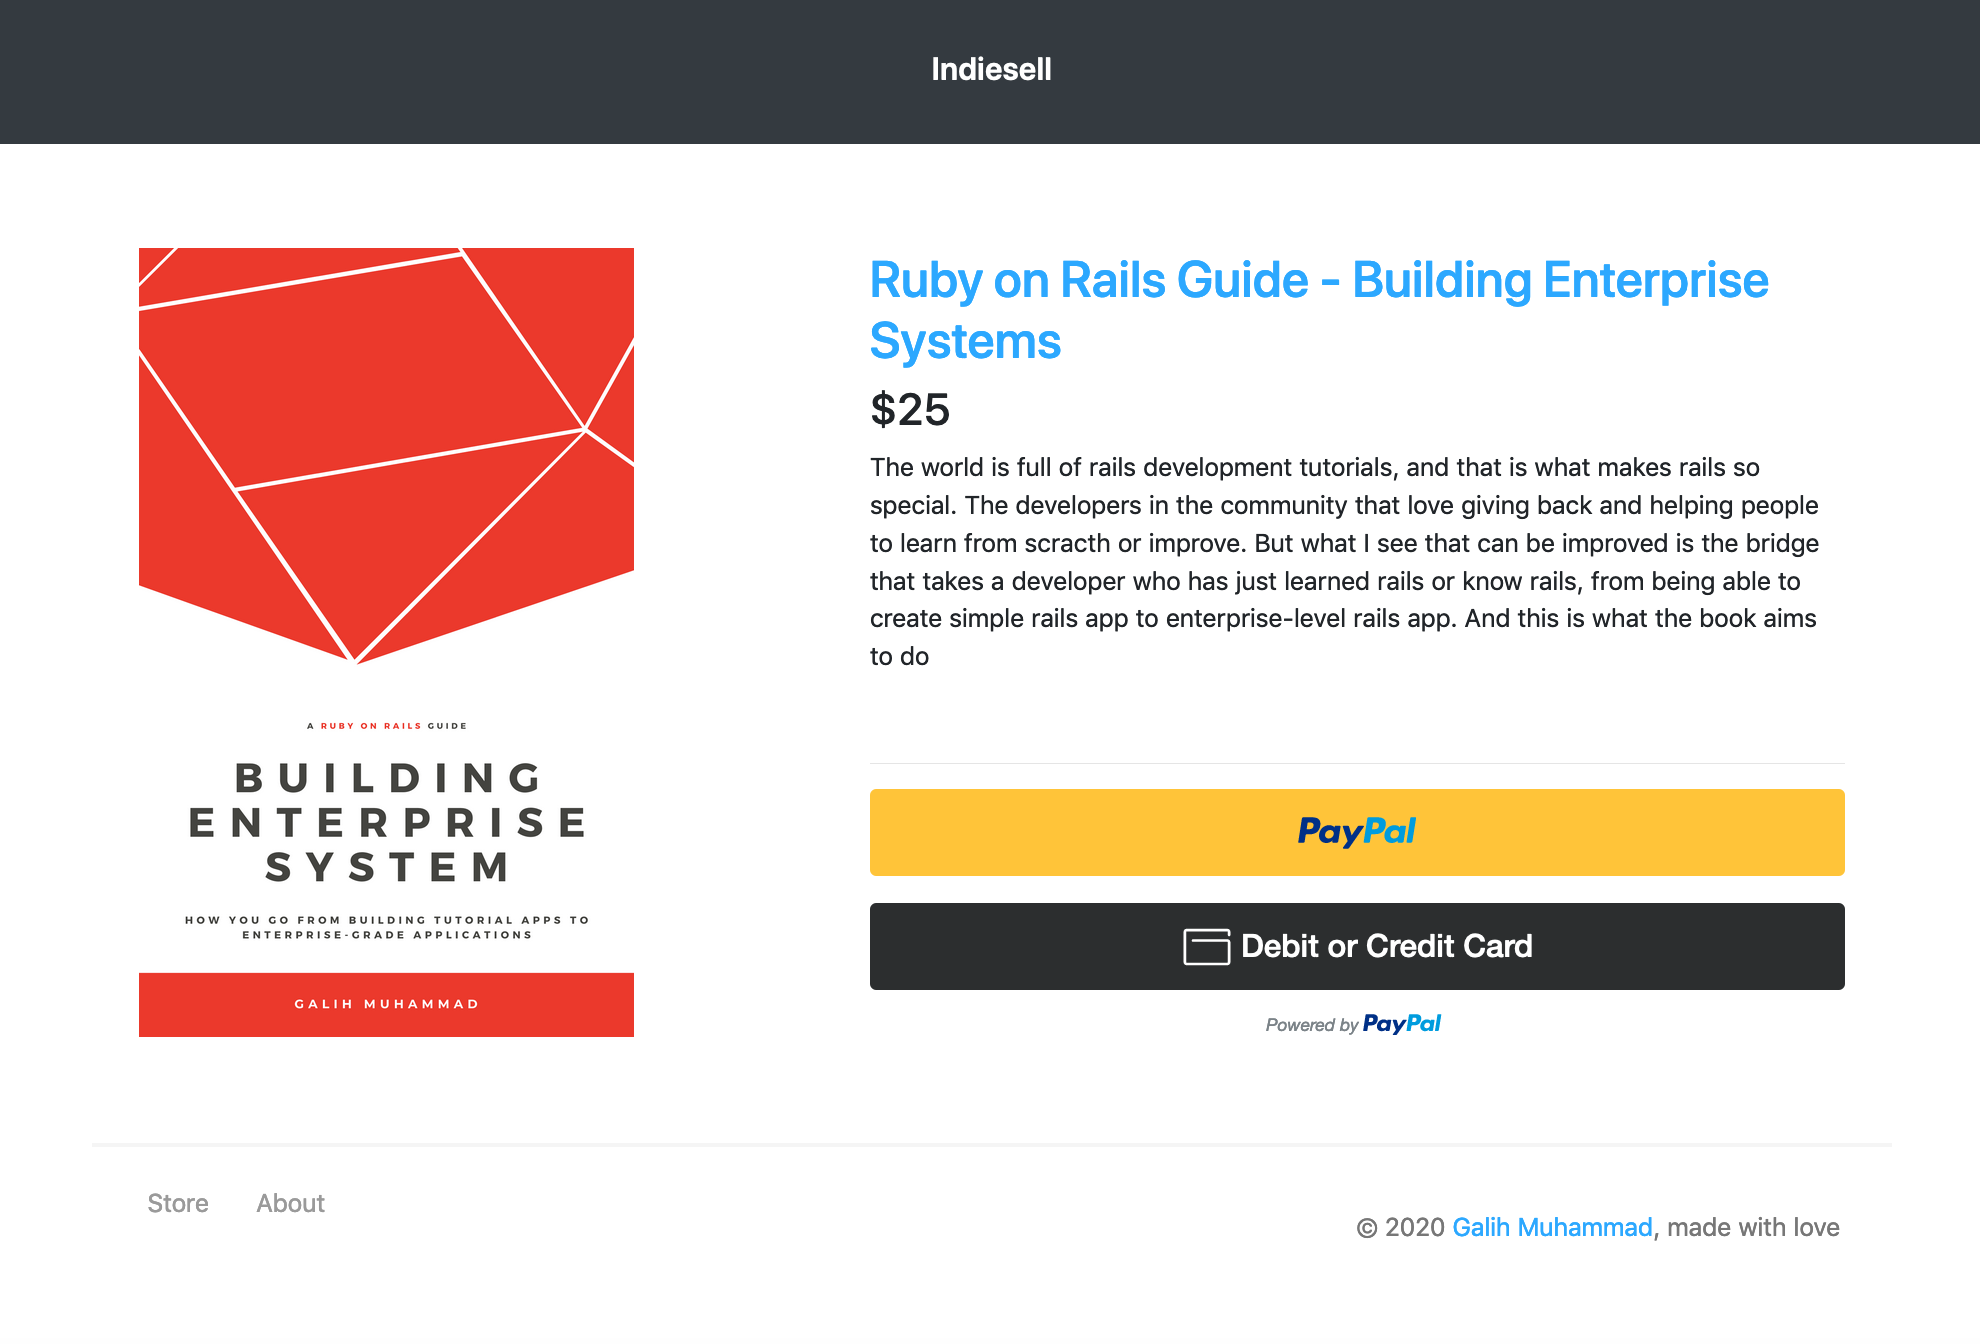 Indiesell
A RUBY ON RAILS GUIDE
BUILDING
ENTERPRISE
SYSTEM
HOW YOU GO FROM BUILDING TUTORIAL APPS TO
ENTERPRISE-GRADE APPLICATIONS
GALIH MUHAMMAD
Ruby on Rails Guide - Building Enterprise
Systems
$25
The world is full of rails development tutorials, and that is what makes rails so
special. The developers in the community that love giving back and helping people
to learn from scracth or improve. But what I see that can be improved is the bridge
that takes a developer who has just learned rails or know rails, from being able to
create simple rails app to enterprise-level rails app. And this is what the book aims
to do
PayPal
Debit or Credit Card
Powered by PayPal
Store About
© 2020 Galih Muhammad, made with love